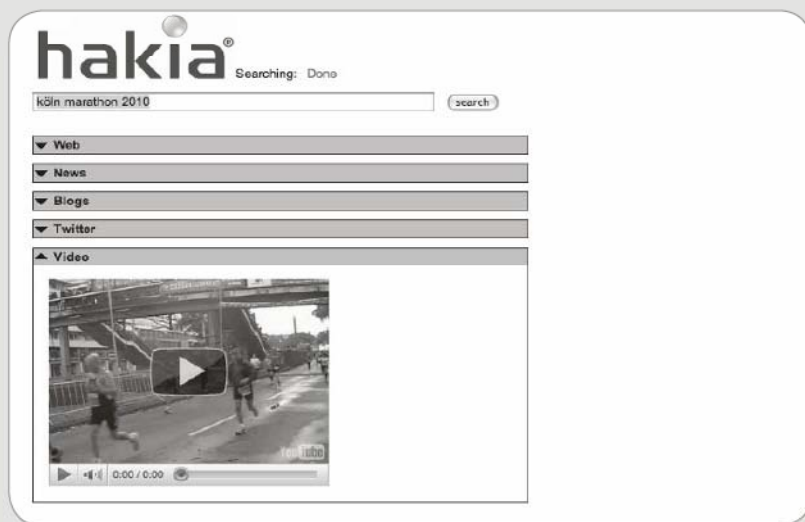 hakia®
Searching: Done
köln marathon 2010
search
Web
News
Blogs
Twitter
Video
YouTube
0:00 / 0:00